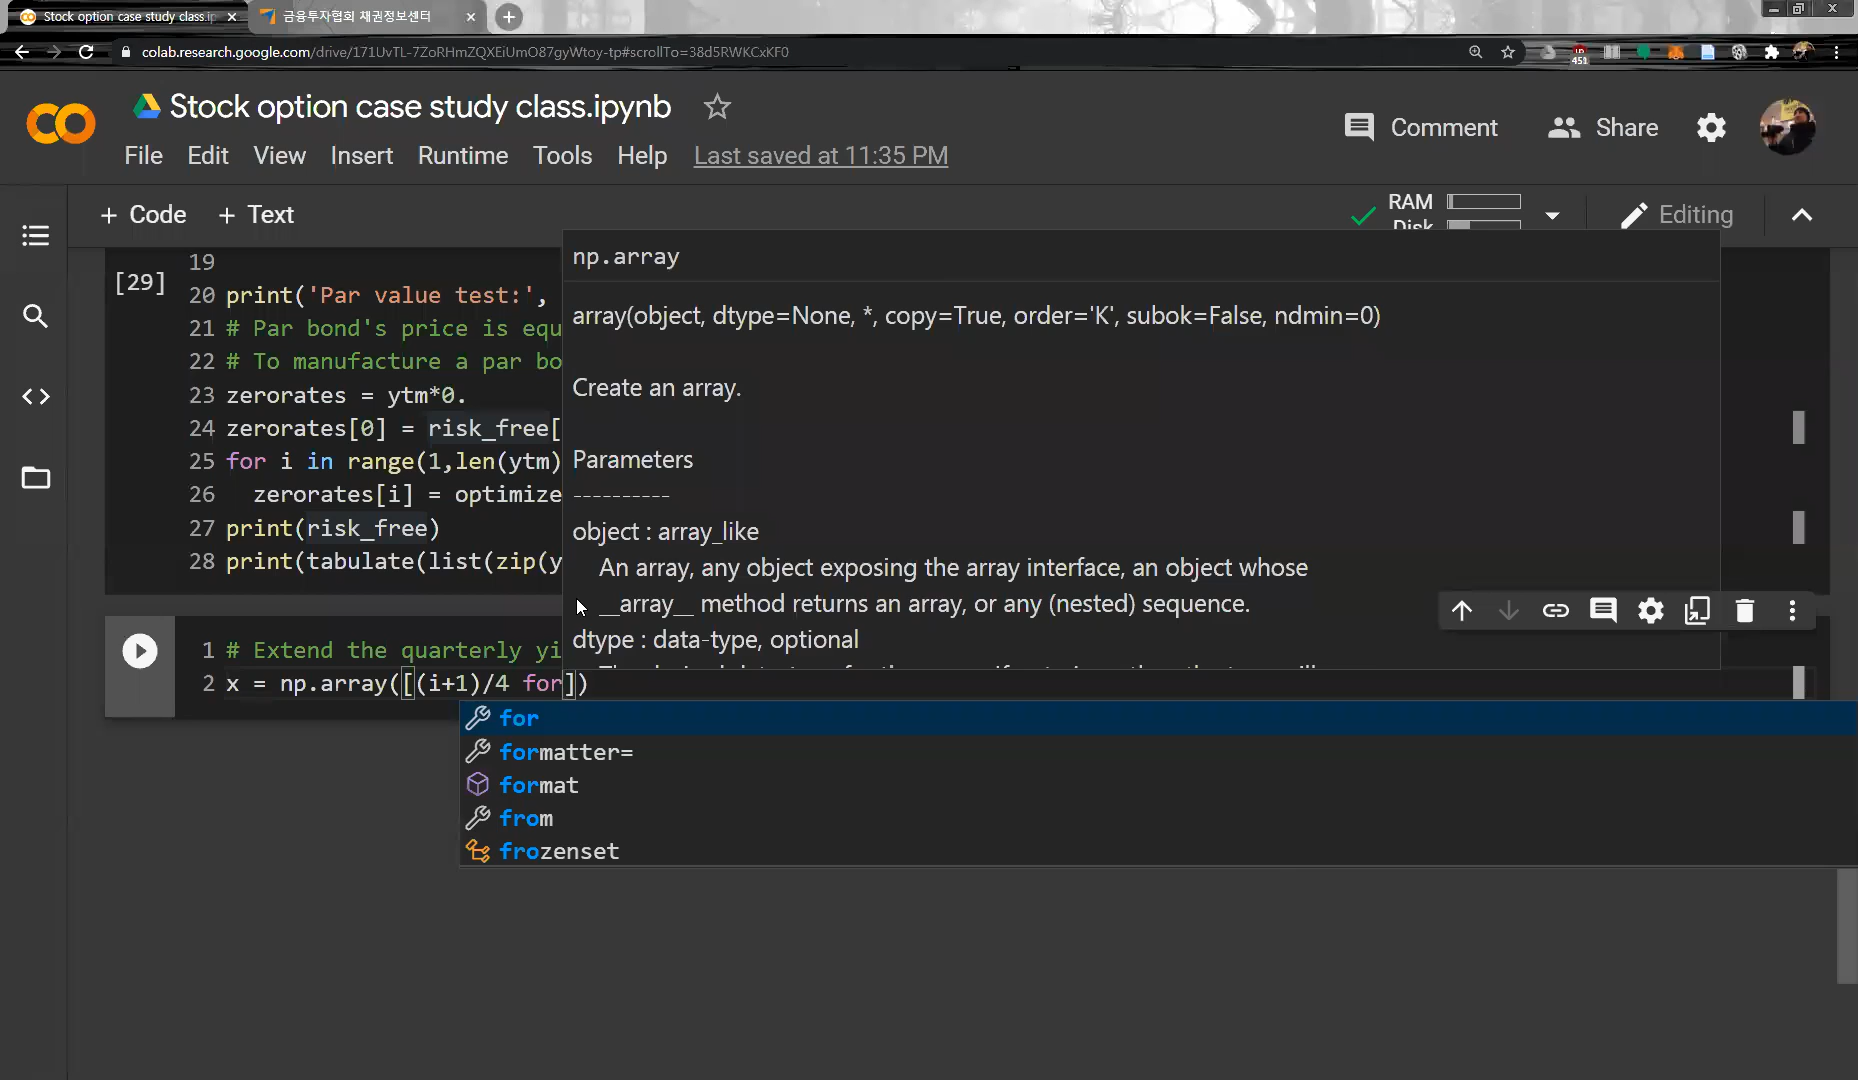 Stock option case study class.ip
금융투자협회 채권정보센터
colab.research.google.com/drive/171UvTL-7ZoRHmZQXEiUmO87gyWtoy-tp#scrollTo=38d5RWKCxKF0
451
Stock option case study class.ipynb
Comment
Share
File Edit View Insert Runtime Tools Help Last saved at 11:35 PM
+ Code + Text
RAM
Disk
Editing
[29]
19
20 print('Par value test:',
21 # Par bond's price is equ
22 # To manufacture a par bo
23 zerorates = ytm*0.
24 zerorates[0] = risk_free[
25 for i in range(1,len(ytm)
26 zerorates[i] = optimize
27 print(risk_free)
28 print(tabulate(list(zip(y
np.array
array(object, dtype=None, *, copy=True, order='K', subok=False, ndmin=0)
Create an array.
Parameters
----------
object : array_like
An array, any object exposing the array interface, an object whose
__array__ method returns an array, or any (nested) sequence.
dtype : data-type, optional
1 # Extend the quarterly yi
2 x = np.array([(i+1)/4 for])
for
formatter=
format
from
frozenset